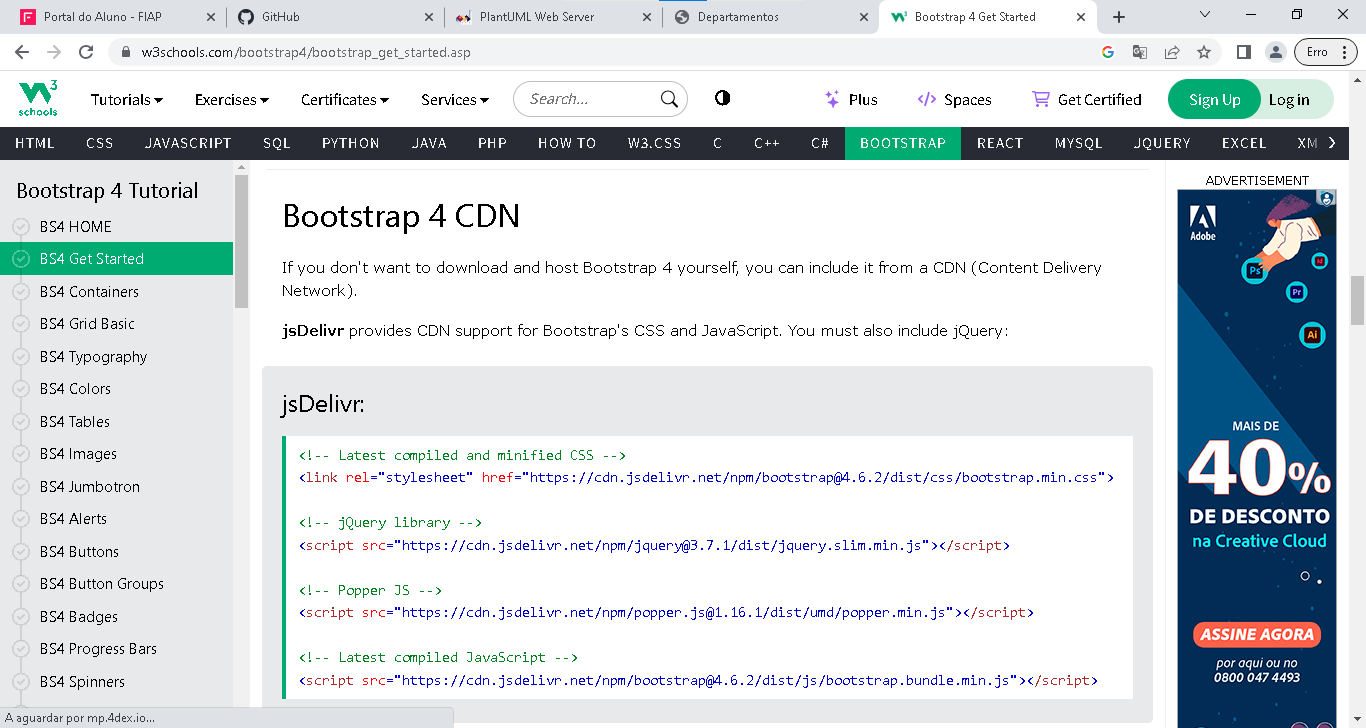 Portal do Aluno - FIAP
GitHub
PlantUML Web Server
Departamentos
Bootstrap 4 Get Started
w3schools.com/bootstrap4/bootstrap_get_started.asp
Erro
W3 schools
Tutorials
Exercises
Certificates
Services
Search...
Plus
Spaces
Get Certified
Sign Up
Log in
HTML CSS JAVASCRIPT SQL PYTHON JAVA PHP HOW TO W3.CSS C C++ C# BOOTSTRAP REACT MYSQL JQUERY EXCEL XM
Bootstrap 4 Tutorial
BS4 HOME
BS4 Get Started
BS4 Containers
BS4 Grid Basic
BS4 Typography
BS4 Colors
BS4 Tables
BS4 Images
BS4 Jumbotron
BS4 Alerts
BS4 Buttons
BS4 Button Groups
BS4 Badges
BS4 Progress Bars
BS4 Spinners
A aguardar por mp.4dex.io...
Bootstrap 4 CDN
If you don't want to download and host Bootstrap 4 yourself, you can include it from a CDN (Content Delivery
Network).
jsDelivr provides CDN support for Bootstrap's CSS and JavaScript. You must also include jQuery:
jsDelivr:
<!-- Latest compiled and minified CSS -->
<link rel="stylesheet" href="https://cdn.jsdelivr.net/npm/bootstrap@4.6.2/dist/css/bootstrap.min.css">
<!-- jQuery library -->
<script src="https://cdn.jsdelivr.net/npm/jquery@3.7.1/dist/jquery.slim.min.js"></script>
<!-- Popper JS -->
<script src="https://cdn.jsdelivr.net/npm/popper.js@1.16.1/dist/umd/popper.min.js"></script>
<!-- Latest compiled JavaScript -->
<script src="https://cdn.jsdelivr.net/npm/bootstrap@4.6.2/dist/js/bootstrap.bundle.min.js"></script>
ADVERTISEMENT
Adobe
Ps
Id
Pr
Ai
MAIS DE
40%
DE DESCONTO
na Creative Cloud
ASSINE AGORA
por aqui ou no
0800 047 4493